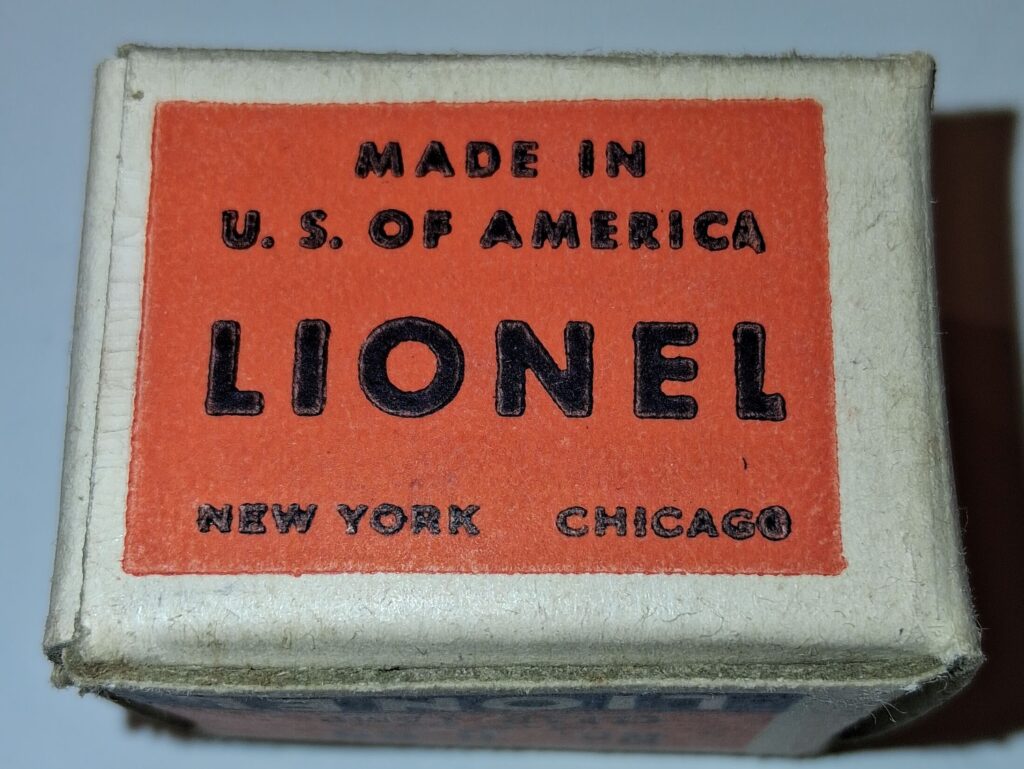 MADE IN
U. S. OF AMERICA
LIONEL
NEW YORK CHICAGO